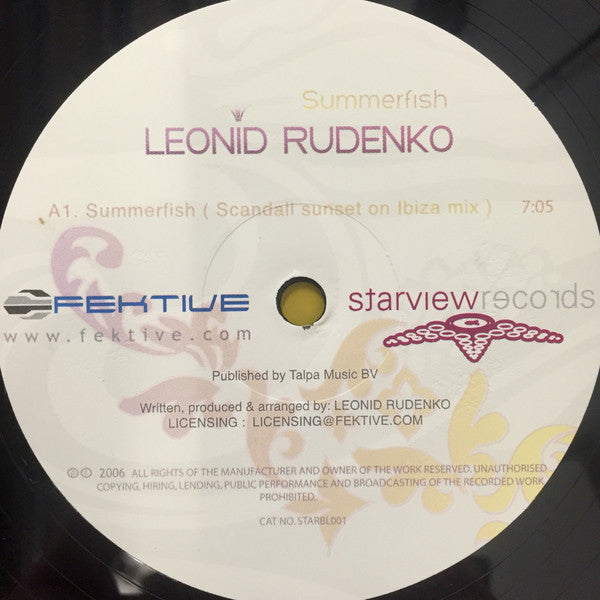 Summerfish
LEONID RUDENKO
A1. Summerfish ( Scandall sunset on Ibiza mix ) 7:05
FEKTIVE
www.fektive.com
starviewrecords
Published by Talpa Music BV
Written, produced & arranged by: LEONID RUDENKO
LICENSING : LICENSING@FEKTIVE.COM
℗ © 2006 ALL RIGHTS OF THE MANUFACTURER AND OWNER OF THE WORK RESERVED. UNAUTHORISED
COPYING, HIRING, LENDING, PUBLIC PERFORMANCE AND BROADCASTING OF THE RECORDED WORK
PROHIBITED.
CAT NO. STARBL001